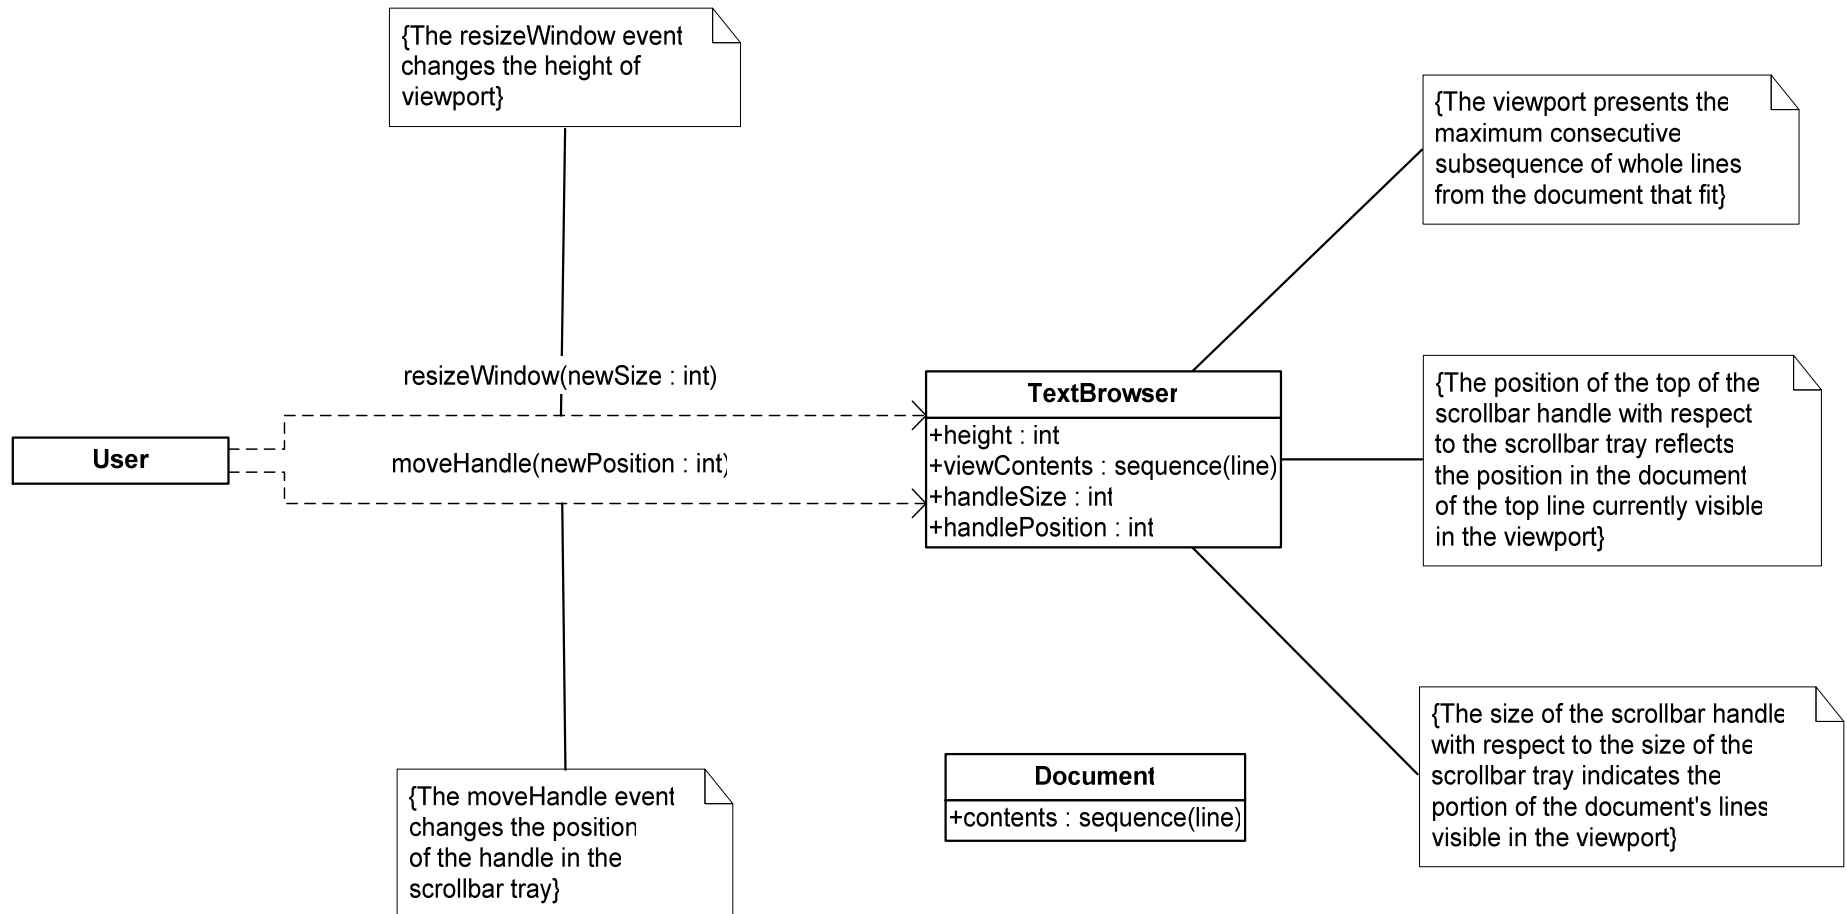 {The resizeWindow event
changes the height of
viewport}
{The viewport presents the
maximum consecutive
subsequence of whole lines
from the document that fit}
resizeWindow(newSize : int)
User
moveHandle(newPosition : int)
TextBrowser
+height : int
+viewContents : sequence(line)
+handleSize : int
+handlePosition : int
{The position of the top of the
scrollbar handle with respect
to the scrollbar tray reflects
the position in the document
of the top line currently visible
in the viewport}
{The moveHandle event
changes the position
of the handle in the
scrollbar tray}
Document
+contents : sequence(line)
{The size of the scrollbar handle
with respect to the size of the
scrollbar tray indicates the
portion of the document's lines
visible in the viewport}